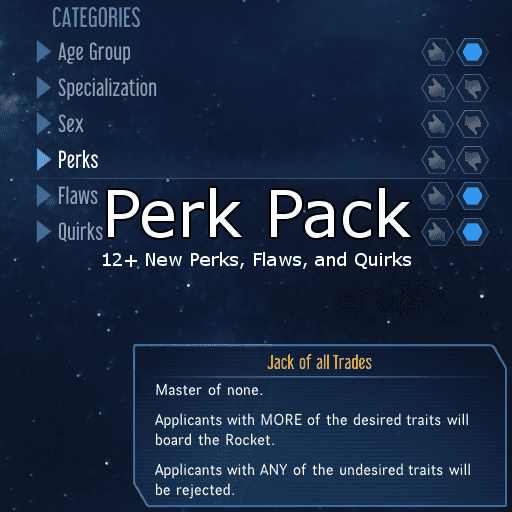 CATEGORIES
Age Group
Specialization
Sex
Perks
Flaws
Quirks
Perk Pack
12+ New Perks, Flaws, and Quirks
Jack of all Trades
Master of none.
Applicants with MORE of the desired traits will
board the Rocket.
Applicants with ANY of the undesired traits will
be rejected.